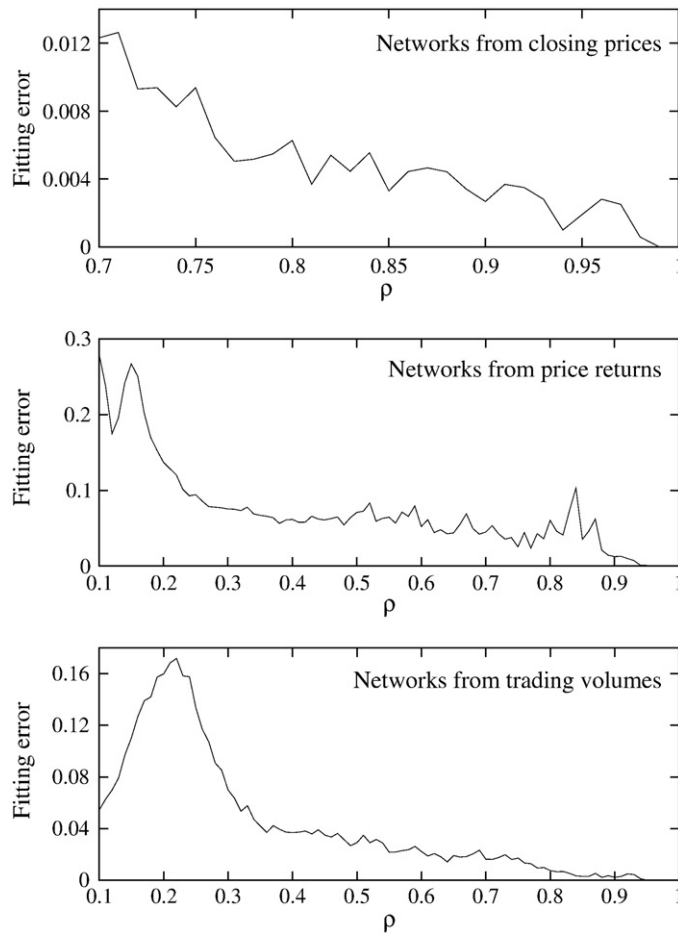 0.012
Networks from closing prices
Fitting error
0.008
0.004
0
0.7 0.75 0.8 0.85 0.9 0.95 1
ρ
0.3
Networks from price returns
Fitting error
0.2
0.1
0
0.1 0.2 0.3 0.4 0.5 0.6 0.7 0.8 0.9 1
ρ
0.16
Networks from trading volumes
Fitting error
0.12
0.08
0.04
0
0.1 0.2 0.3 0.4 0.5 0.6 0.7 0.8 0.9 1
ρ